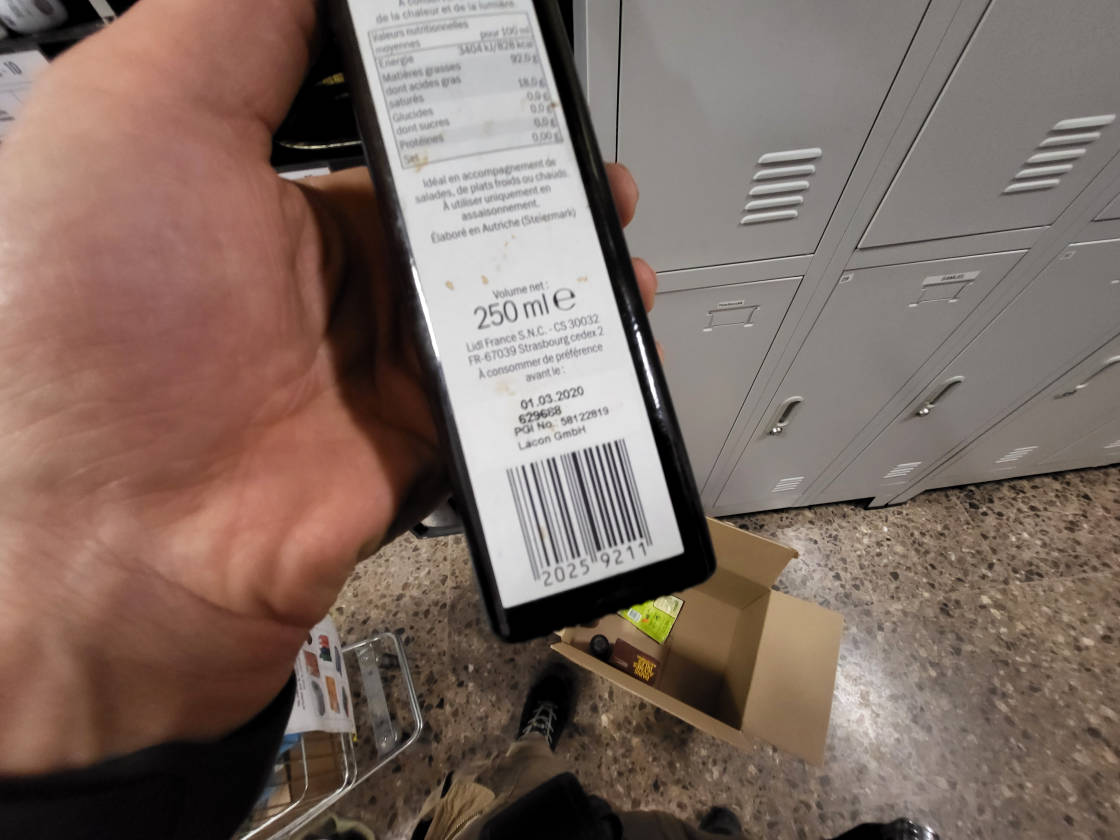 de la chaleur et de la lumière.
Valeurs nutritionnelles
moyennes pour 100 ml
Énergie 3404 kJ/828 kcal
Matières grasses 92,0 g
dont acides gras
saturés 18,0 g
Glucides 0,0 g
dont sucres 0,0 g
Protéines 0,0 g
Sel 0,00 g
Idéal en accompagnement de
salades, de plats froids ou chauds.
À utiliser uniquement en
assaisonnement.
Élaboré en Autriche (Steiermark)
Volume net :
250 ml e
Lidl France S.N.C. - CS 30032
FR-67039 Strasbourg cedex 2
À consommer de préférence
avant le :
01.03.2020
629688
PGI No. 58122819
Lacon GmbH
2025 9211